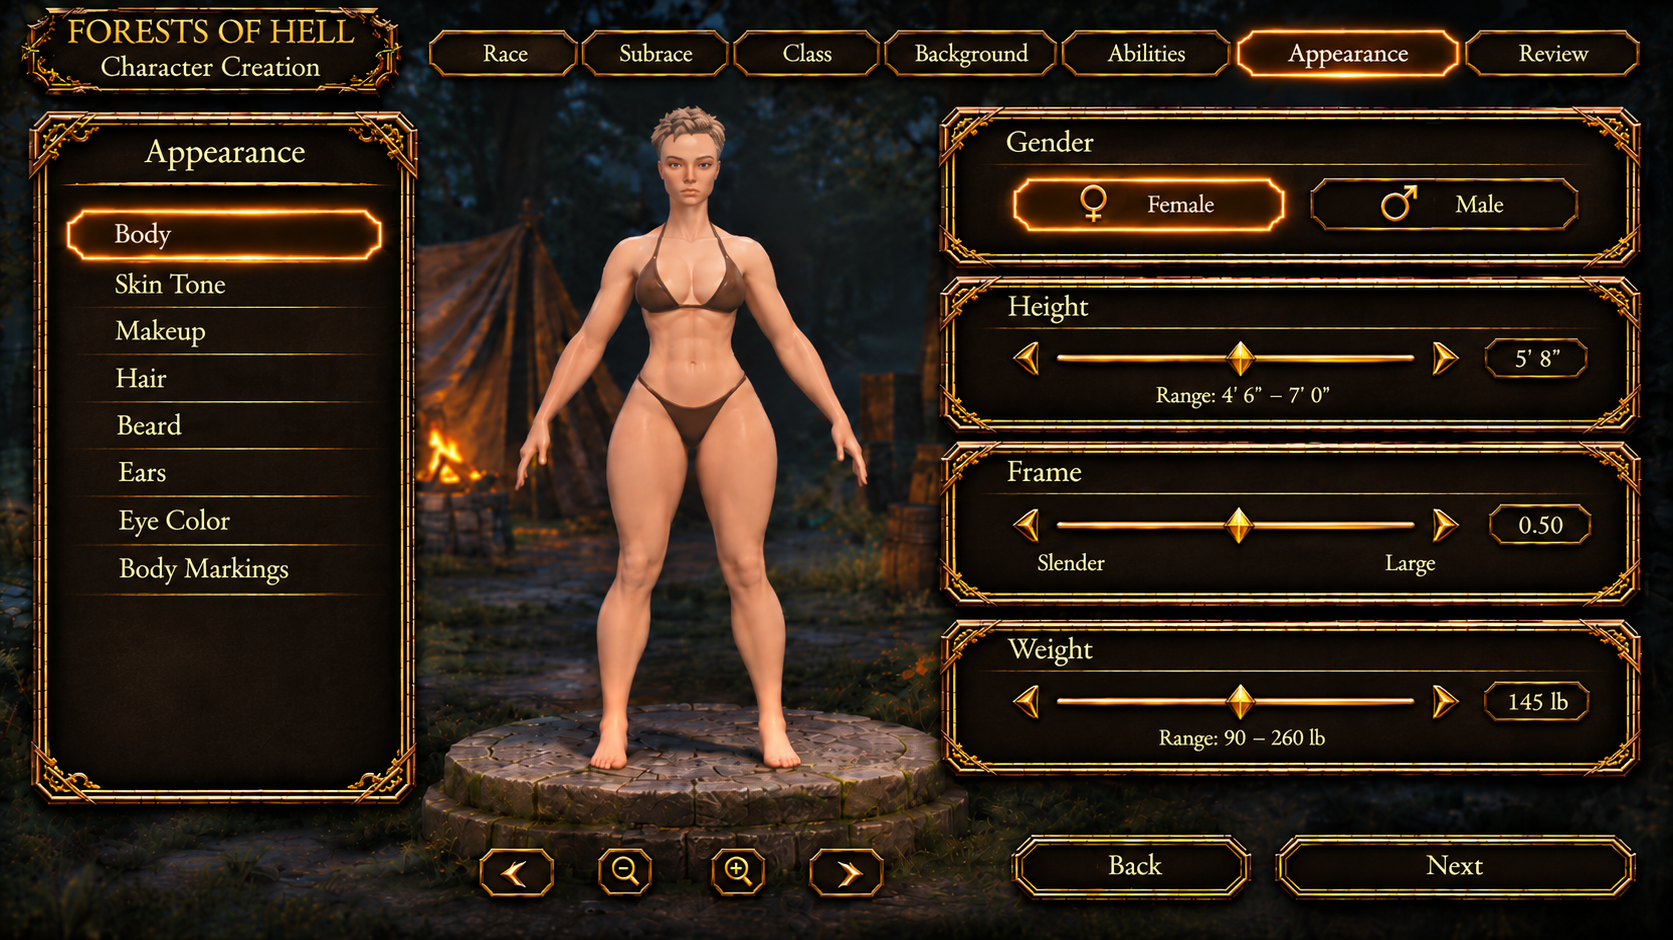 FORESTS OF HELL
Character Creation
Race
Subrace
Class
Background
Abilities
Appearance
Review
Appearance
Body
Skin Tone
Makeup
Hair
Beard
Ears
Eye Color
Body Markings
Gender
♀ Female
♂ Male
Height
5' 8”
Range: 4' 6” – 7' 0”
Frame
0.50
Slender
Large
Weight
145 lb
Range: 90 – 260 lb
Back
Next